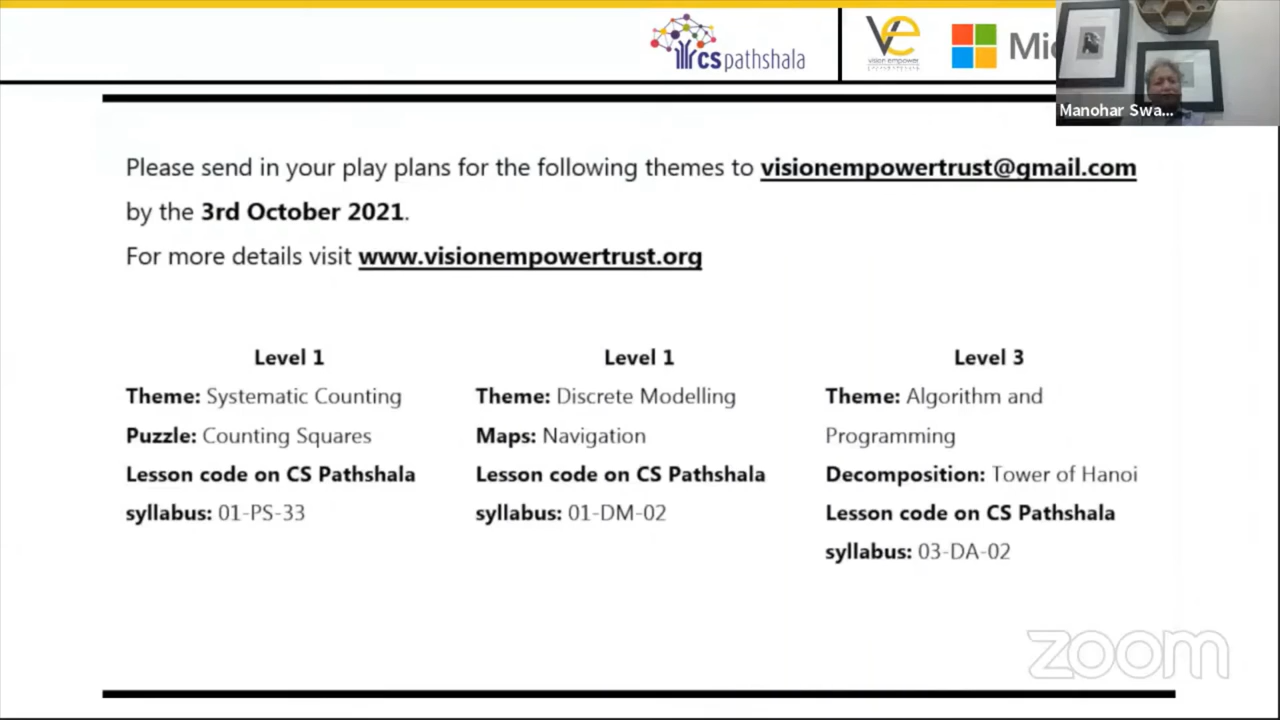 CSpathshala
Ve
vision empower
Mic
Manohar Swa...
Please send in your play plans for the following themes to visionempowertrust@gmail.com
by the 3rd October 2021.
For more details visit www.visionempowertrust.org
Level 1
Theme: Systematic Counting
Puzzle: Counting Squares
Lesson code on CS Pathshala
syllabus: 01-PS-33
Level 1
Theme: Discrete Modelling
Maps: Navigation
Lesson code on CS Pathshala
syllabus: 01-DM-02
Level 3
Theme: Algorithm and
Programming
Decomposition: Tower of Hanoi
Lesson code on CS Pathshala
syllabus: 03-DA-02
zoom